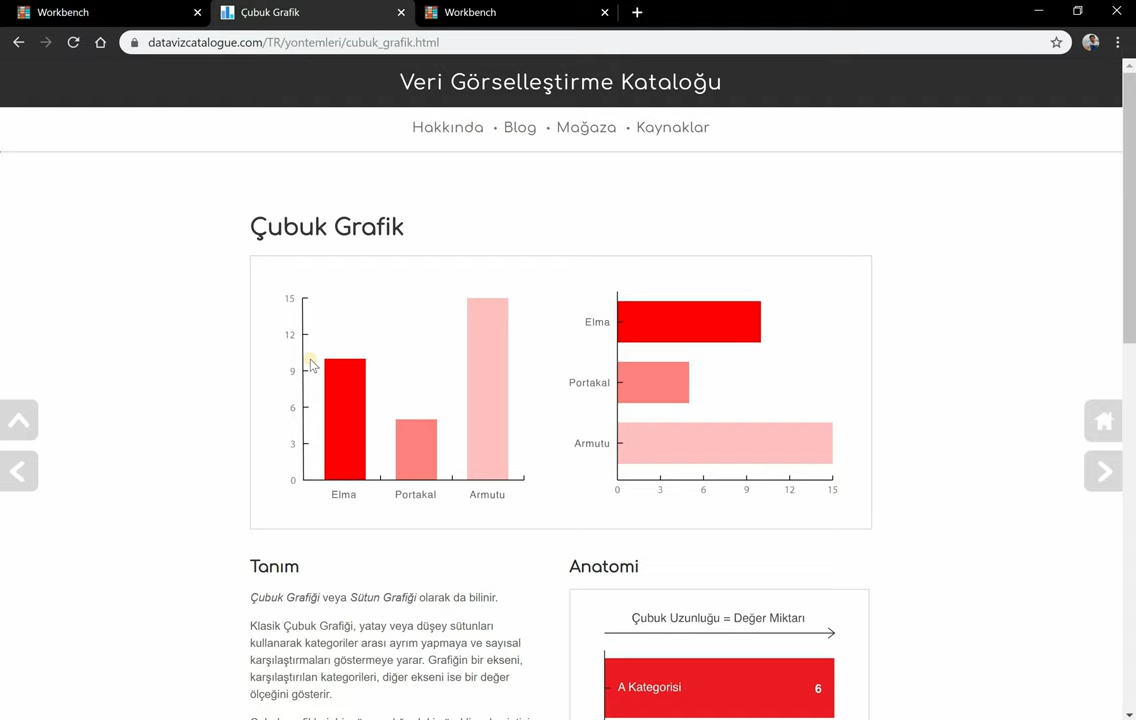 Workbench
Çubuk Grafik
Workbench
datavizcatalogue.com/TR/yontemleri/cubuk_grafik.html
Veri Görselleştirme Kataloğu
Hakkında • Blog • Mağaza • Kaynaklar
Çubuk Grafik
15
12
9
6
3
0
Elma Portakal Armutu
Elma
Portakal
Armutu
0 3 6 9 12 15
Tanım
Çubuk Grafiği veya Sütun Grafiği olarak da bilinir.
Klasik Çubuk Grafiği, yatay veya düşey sütunları
kullanarak kategoriler arası ayrım yapmaya ve sayısal
karşılaştırmaları göstermeye yarar. Grafiğin bir ekseni,
karşılaştırılan kategorileri, diğer ekseni ise bir değer
ölçeğini gösterir.
Anatomi
Çubuk Uzunluğu = Değer Miktarı
A Kategorisi 6